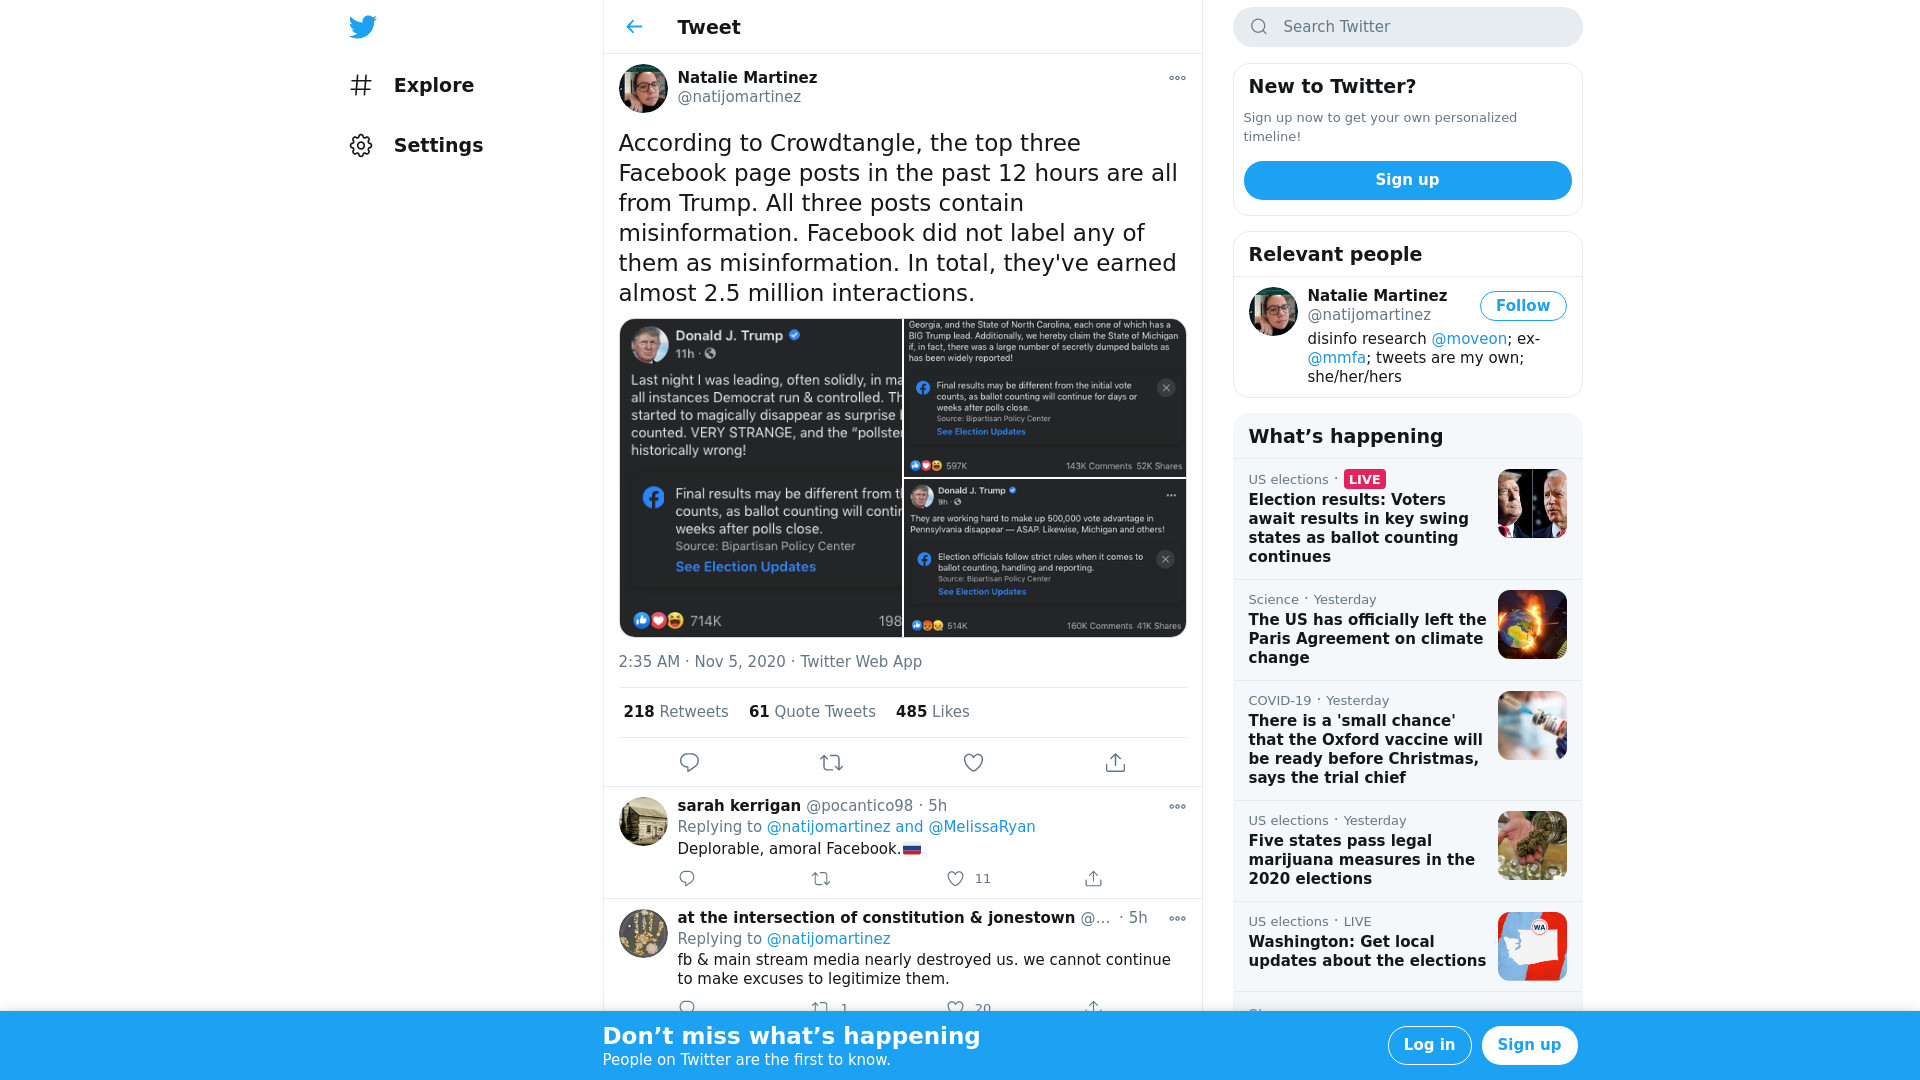 Explore
Settings
Tweet
Natalie Martinez
@natijomartinez
According to Crowdtangle, the top three
Facebook page posts in the past 12 hours are all
from Trump. All three posts contain
misinformation. Facebook did not label any of
them as misinformation. In total, they've earned
almost 2.5 million interactions.
Donald J. Trump
11h ·
Last night I was leading, often solidly, in ma
all instances Democrat run & controlled. Th
started to magically disappear as surprise
counted. VERY STRANGE, and the “pollster
historically wrong!
Final results may be different from t
counts, as ballot counting will contin
weeks after polls close.
Source: Bipartisan Policy Center
See Election Updates
714K 198
Georgia, and the State of North Carolina, each one of which has a
BIG Trump lead. Additionally, we hereby claim the State of Michigan
if, in fact, there was a large number of secretly dumped ballots as
has been widely reported!
Final results may be different from the initial vote
counts, as ballot counting will continue for days or
weeks after polls close.
Source: Bipartisan Policy Center
See Election Updates
597K 143K Comments 52K Shares
Donald J. Trump
9h ·
They are working hard to make up 500,000 vote advantage in
Pennsylvania disappear — ASAP. Likewise, Michigan and others!
Election officials follow strict rules when it comes to
ballot counting, handling and reporting.
Source: Bipartisan Policy Center
See Election Updates
514K 160K Comments 41K Shares
2:35 AM · Nov 5, 2020 · Twitter Web App
218 Retweets 61 Quote Tweets 485 Likes
sarah kerrigan @pocantico98 · 5h
Replying to @natijomartinez and @MelissaRyan
Deplorable, amoral Facebook.
11
at the intersection of constitution & jonestown @… · 5h
Replying to @natijomartinez
fb & main stream media nearly destroyed us. we cannot continue
to make excuses to legitimize them.
1 20
Search Twitter
New to Twitter?
Sign up now to get your own personalized
timeline!
Sign up
Relevant people
Natalie Martinez
@natijomartinez
Follow
disinfo research @moveon; ex-
@mmfa; tweets are my own;
she/her/hers
What’s happening
US elections · LIVE
Election results: Voters
await results in key swing
states as ballot counting
continues
Science · Yesterday
The US has officially left the
Paris Agreement on climate
change
COVID-19 · Yesterday
There is a 'small chance'
that the Oxford vaccine will
be ready before Christmas,
says the trial chief
US elections · Yesterday
Five states pass legal
marijuana measures in the
2020 elections
US elections · LIVE
Washington: Get local
updates about the elections
WA
Don’t miss what’s happening
People on Twitter are the first to know.
Log in
Sign up